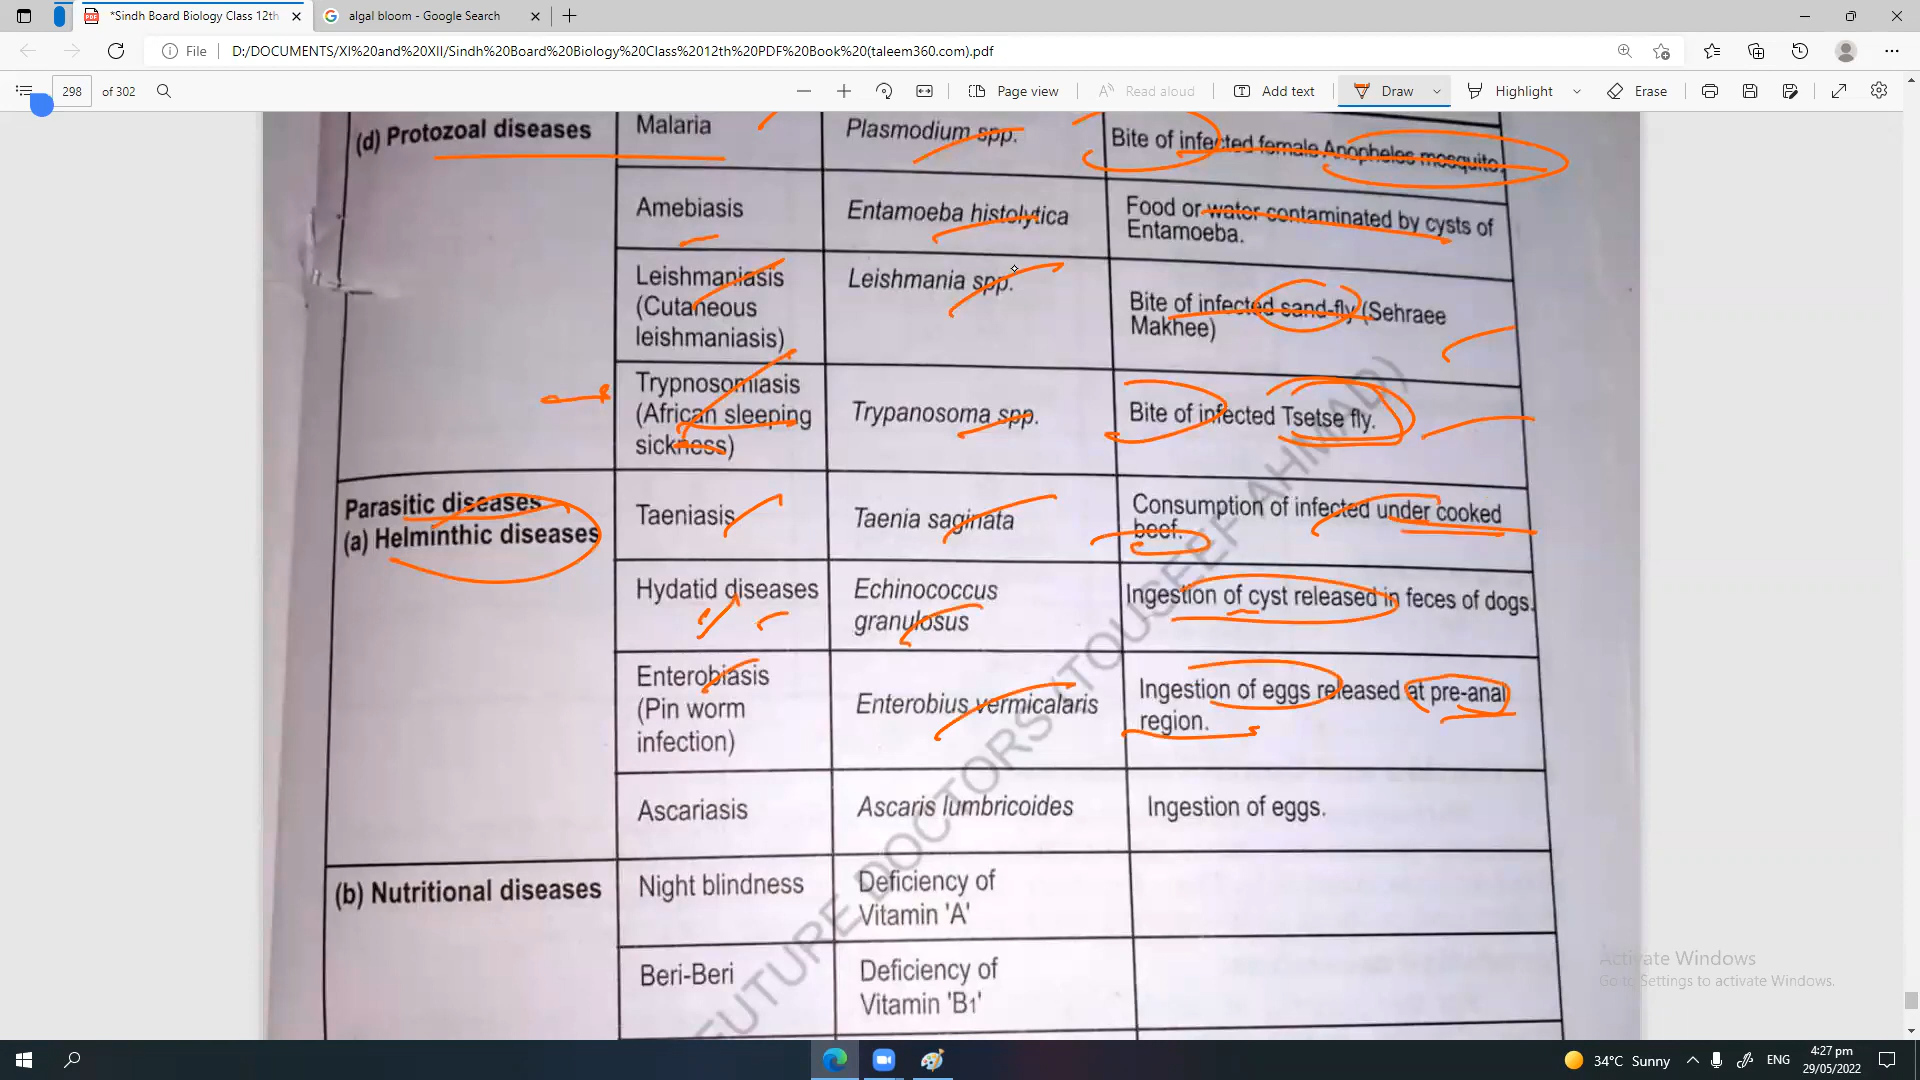 *Sindh Board Biology Class 12th
algal bloom - Google Search
File
D:/DOCUMENTS/XI%20and%20XII/Sindh%20Board%20Biology%20Class%2012th%20PDF%20Book%20(taleem360.com).pdf
298
of 302
Page view
Read aloud
Add text
Draw
Highlight
Erase
(d) Protozoal diseases
Malaria
Plasmodium spp.
Bite of infected female Anopheles mosquito.
Amebiasis
Entamoeba histolytica
Food or water contaminated by cysts of
Entamoeba.
Leishmaniasis
(Cutaneous
leishmaniasis)
Leishmania spp.
Bite of infected sand-fly (Sehraee
Makhee)
Trypnosomiasis
(African sleeping
sickness)
Trypanosoma spp.
Bite of infected Tsetse fly.
Parasitic diseases
(a) Helminthic diseases
Taeniasis
Taenia saginata
Consumption of infected under cooked
beef.
Hydatid diseases
Echinococcus
granulosus
Ingestion of cyst released in feces of dogs.
Enterobiasis
(Pin worm
infection)
Enterobius vermicalaris
Ingestion of eggs released at pre-anal
region.
Ascariasis
Ascaris lumbricoides
Ingestion of eggs.
(b) Nutritional diseases
Night blindness
Deficiency of
Vitamin 'A'
Beri-Beri
Deficiency of
Vitamin 'B1'
FUTURE DOCTORS (TOUSEEF AHMAD)
Activate Windows
Go to Settings to activate Windows.
34°C Sunny
ENG
4:27 pm
29/05/2022